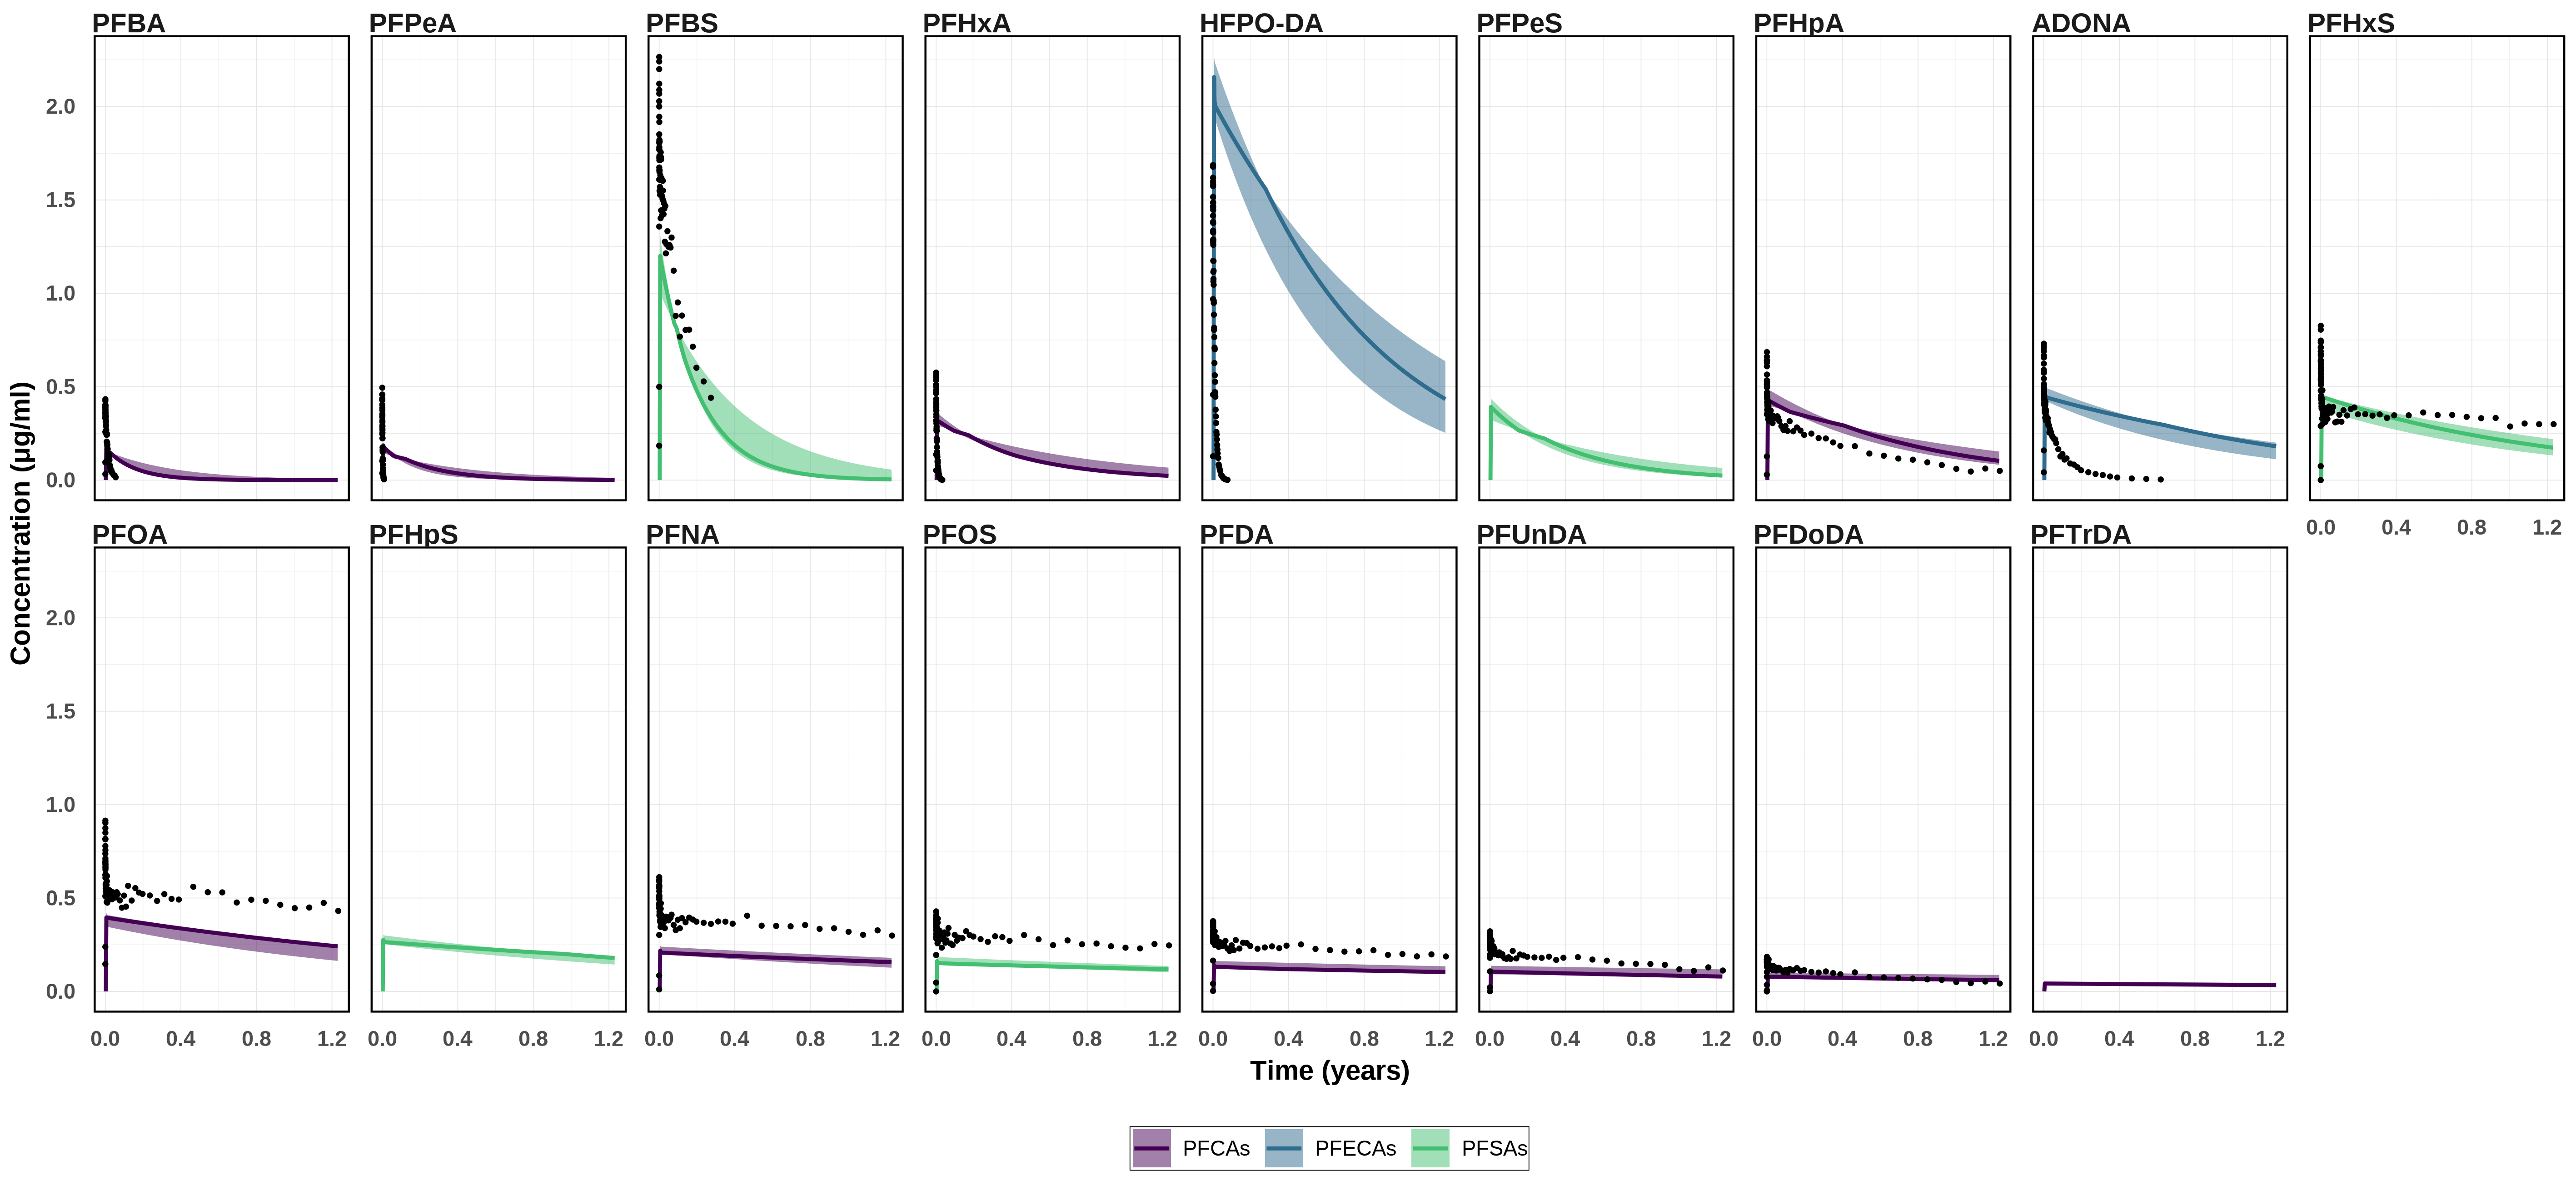 PFBA PFPeA PFBS PFHxA HFPO-DA PFPeS PFHpA ADONA PFHxS
2.0
1.5
1.0
0.5
0.0
0.0 0.4 0.8 1.2
Concentration (µg/ml)
PFOA PFHpS PFNA PFOS PFDA PFUnDA PFDoDA PFTrDA
2.0
1.5
1.0
0.5
0.0
0.0 0.4 0.8 1.2 0.0 0.4 0.8 1.2 0.0 0.4 0.8 1.2 0.0 0.4 0.8 1.2 0.0 0.4 0.8 1.2 0.0 0.4 0.8 1.2 0.0 0.4 0.8 1.2 0.0 0.4 0.8 1.2
Time (years)
PFCAs PFECAs PFSAs